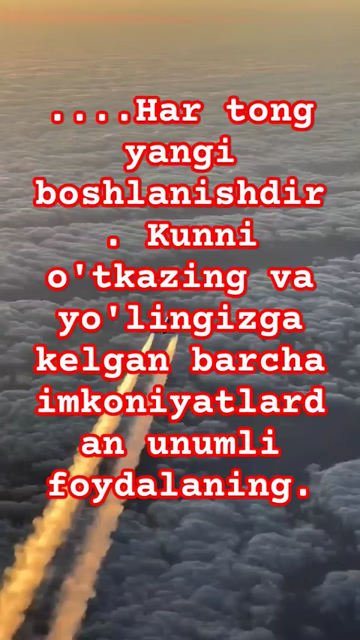 ....Har tong
yangi
boshlanishdir
. Kunni
o'tkazing va
yo'lingizga
kelgan barcha
imkoniyatlard
an unumli
foydalaning.